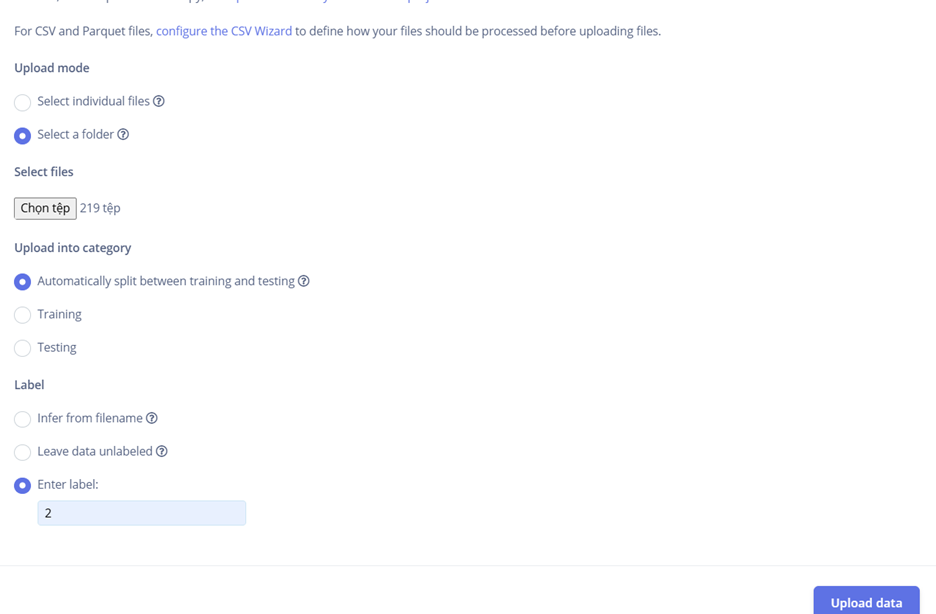 For CSV and Parquet files, configure the CSV Wizard to define how your files should be processed before uploading files.
Upload mode
Select individual files
Select a folder
Select files
Chọn tệp 219 tệp
Upload into category
Automatically split between training and testing
Training
Testing
Label
Infer from filename
Leave data unlabeled
Enter label:
2
Upload data